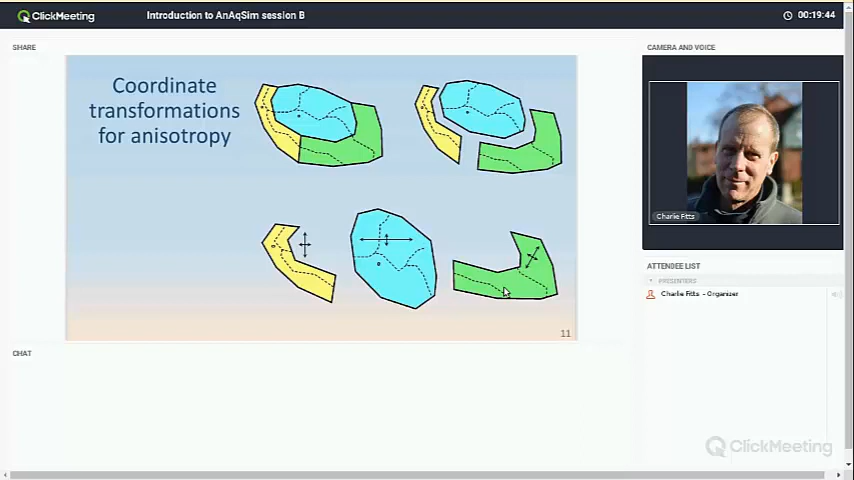 ClickMeeting
Introduction to AnAqSim session B
00:19:44
SHARE
CAMERA AND VOICE
Coordinate
transformations
for anisotropy
Charlie Fitts
ATTENDEE LIST
PRESENTERS
Charlie Fitts - Organizer
11
CHAT
ClickMeeting